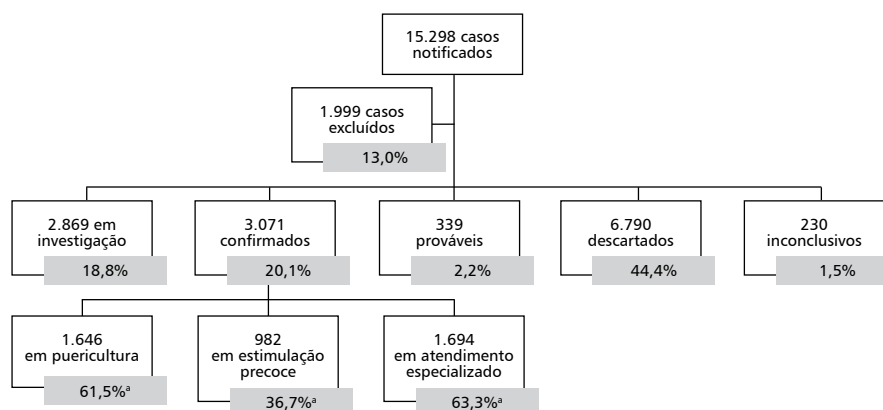 15.298 casos
notificados
1.999 casos
excluídos
13,0%
2.869 em
investigação
18,8%
3.071
confirmados
20,1%
339
prováveis
2,2%
6.790
descartados
44,4%
230
inconclusivos
1,5%
1.646
em puericultura
61,5%ª
982
em estimulação
precoce
36,7%ª
1.694
em atendimento
especializado
63,3%ª